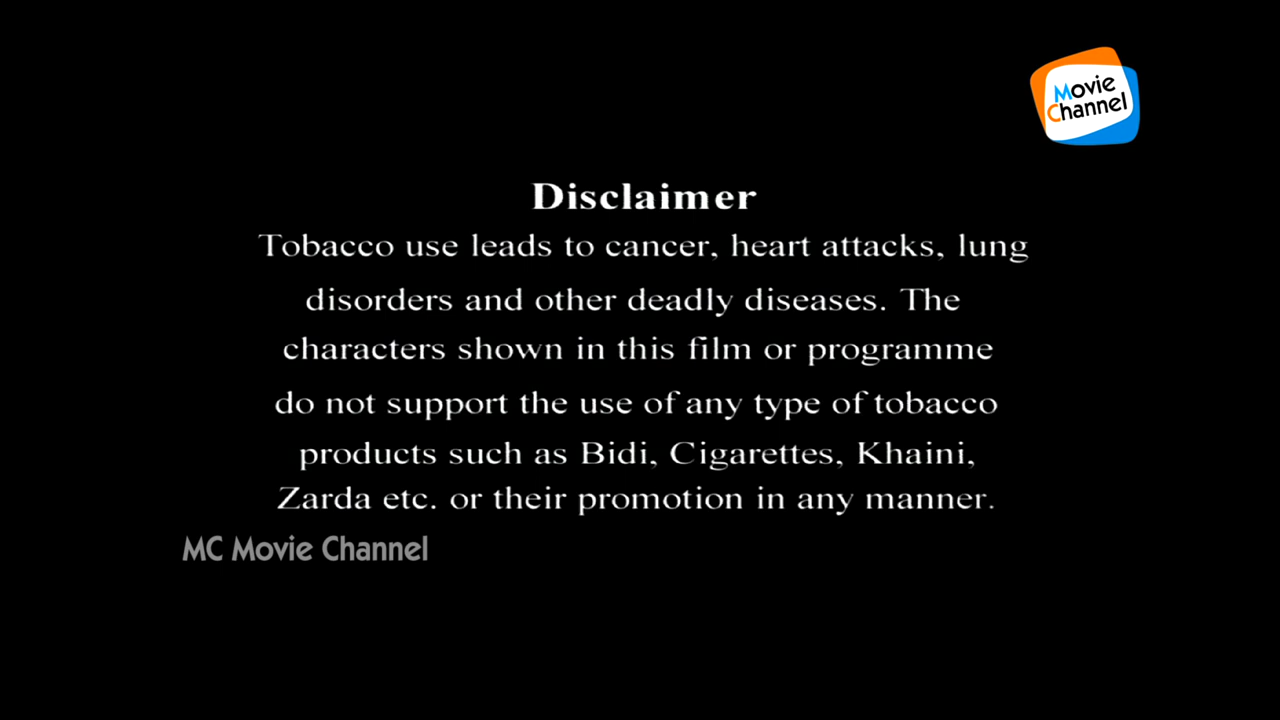 Movie
Channel
Disclaimer
Tobacco use leads to cancer, heart attacks, lung
disorders and other deadly diseases. The
characters shown in this film or programme
do not support the use of any type of tobacco
products such as Bidi, Cigarettes, Khaini,
Zarda etc. or their promotion in any manner.
MC Movie Channel